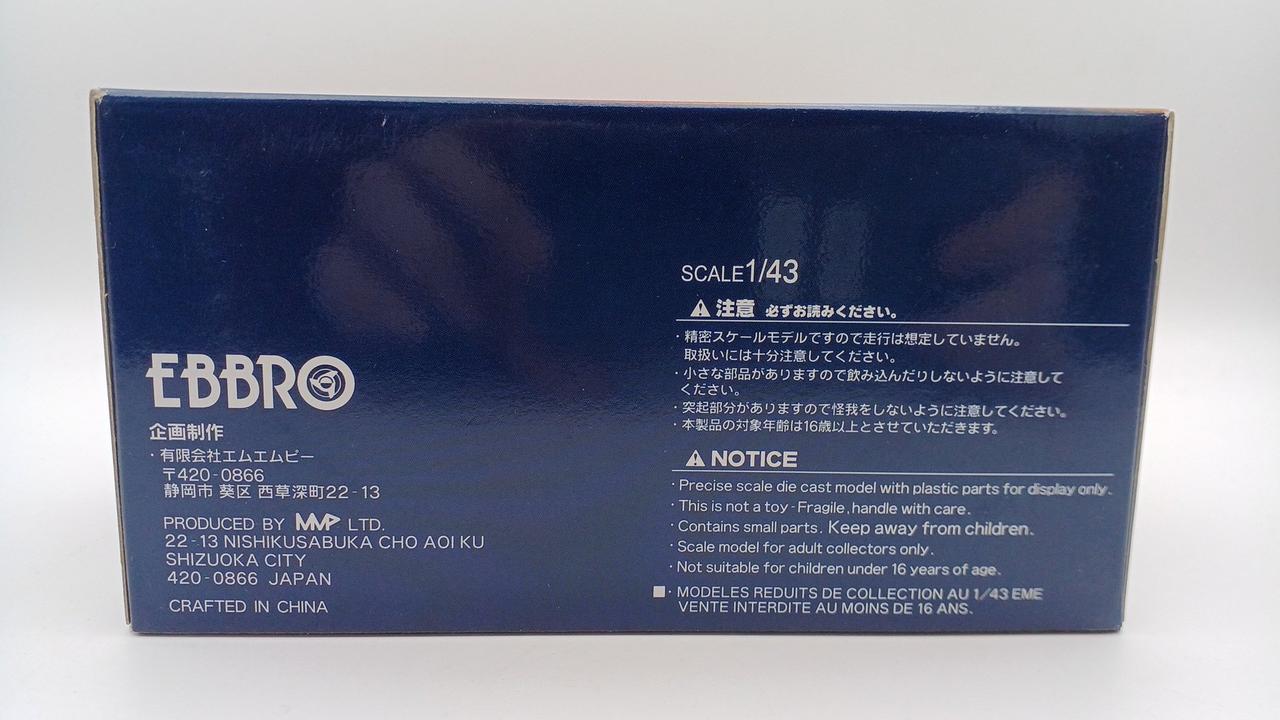 EBBRO
企画制作
・有限会社エムエムピー
〒420-0866
静岡市 葵区 西草深町22-13
PRODUCED BY MMP LTD.
22-13 NISHIKUSABUKA CHO AOI KU
SHIZUOKA CITY
420-0866 JAPAN
CRAFTED IN CHINA
SCALE1/43
⚠注意 必ずお読みください。
・精密スケールモデルですので走行は想定していません。
取扱いには十分注意してください。
・小さな部品がありますので飲み込んだりしないように注意して
ください。
・突起部分がありますので怪我をしないように注意してください。
・本製品の対象年齢は16歳以上とさせていただきます。
⚠NOTICE
・Precise scale die cast model with plastic parts for display only.
・This is not a toy-Fragile, handle with care.
・Contains small parts. Keep away from children.
・Scale model for adult collectors only.
・Not suitable for children under 16 years of age.
■・MODELES REDUITS DE COLLECTION AU 1/43 EME
VENTE INTERDITE AU MOINS DE 16 ANS.